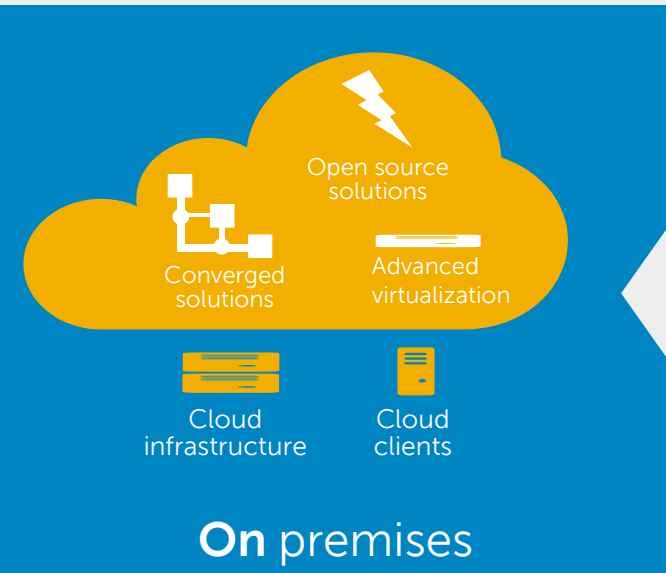 Open source
solutions
Converged
solutions
Advanced
virtualization
Cloud
infrastructure
Cloud
clients
On premises